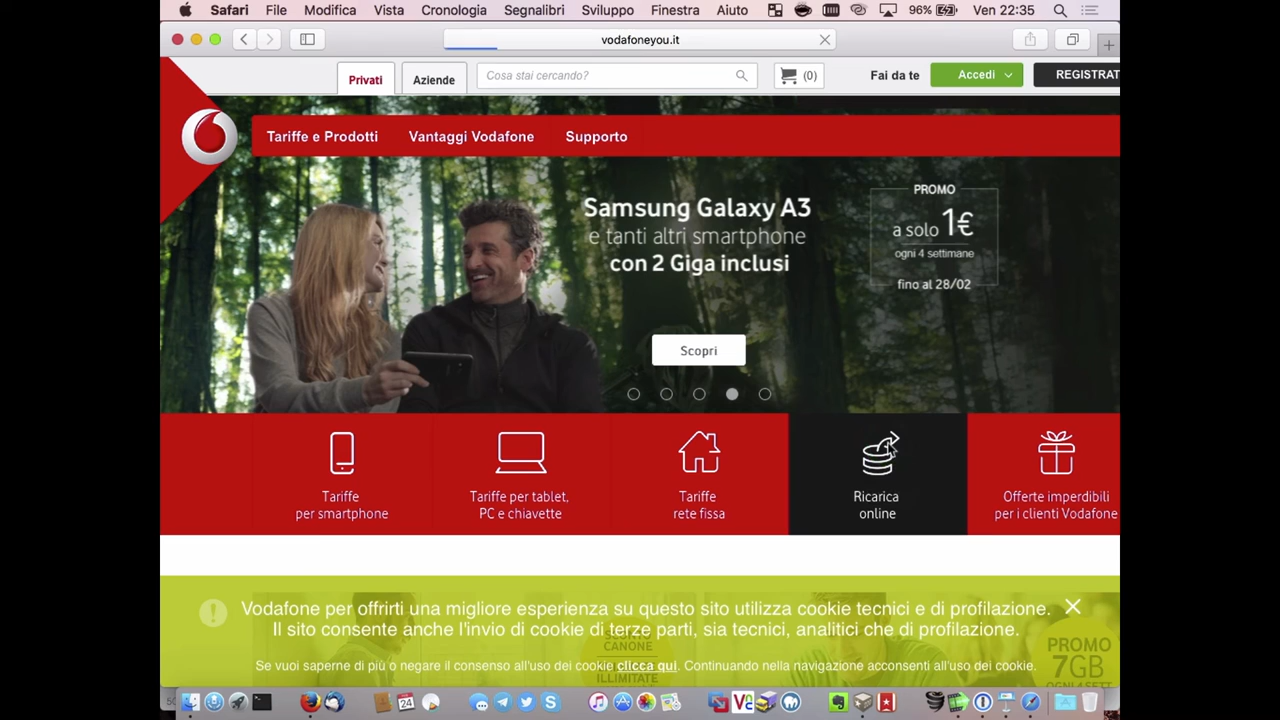 Safari File Modifica Vista Cronologia Segnalibri Sviluppo Finestra Aiuto 96% Ven 22:35
vodafoneyou.it
Privati
Aziende
Cosa stai cercando?
(0)
Fai da te
Accedi
REGISTRAT
Tariffe e Prodotti
Vantaggi Vodafone
Supporto
Samsung Galaxy A3
e tanti altri smartphone
con 2 Giga inclusi
PROMO
a solo 1€
ogni 4 settimane
fino al 28/02
Scopri
Tariffe
per smartphone
Tariffe per tablet,
PC e chiavette
Tariffe
rete fissa
Ricarica
online
Offerte imperdibili
per i clienti Vodafone
Vodafone per offrirti una migliore esperienza su questo sito utilizza cookie tecnici e di profilazione.
Il sito consente anche l'invio di cookie di terze parti, sia tecnici, analitici che di profilazione.
Se vuoi saperne di più o negare il consenso all'uso dei cookie clicca qui. Continuando nella navigazione acconsenti all'uso dei cookie.
SCONTO
CANONE
ILLIMITATE
PROMO
7GB
OGNI 4 SETT
24